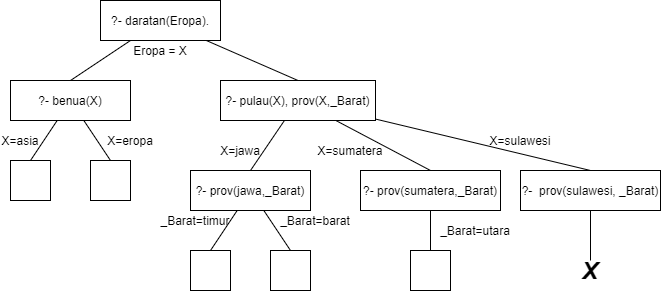 ?- daratan(Eropa).
Eropa = X
?- benua(X)
?- pulau(X), prov(X,_Barat)
X=asia
X=eropa
X=jawa
X=sumatera
X=sulawesi
?- prov(jawa,_Barat)
?- prov(sumatera,_Barat)
?- prov(sulawesi, _Barat)
_Barat=timur
_Barat=barat
_Barat=utara
X